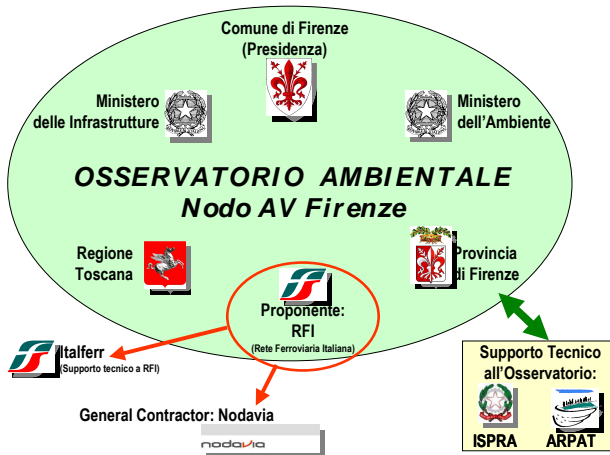 Comune di Firenze
(Presidenza)
Ministero
delle Infrastrutture
Ministero
dell'Ambiente
OSSERVATORIO AMBIENTALE
Nodo AV Firenze
Regione
Toscana
Provincia
di Firenze
Proponente:
RFI
(Rete Ferroviaria Italiana)
Italferr
(Supporto tecnico a RFI)
General Contractor: Nodavia
nodavia
Supporto Tecnico
all'Osservatorio:
ISPRA ARPAT